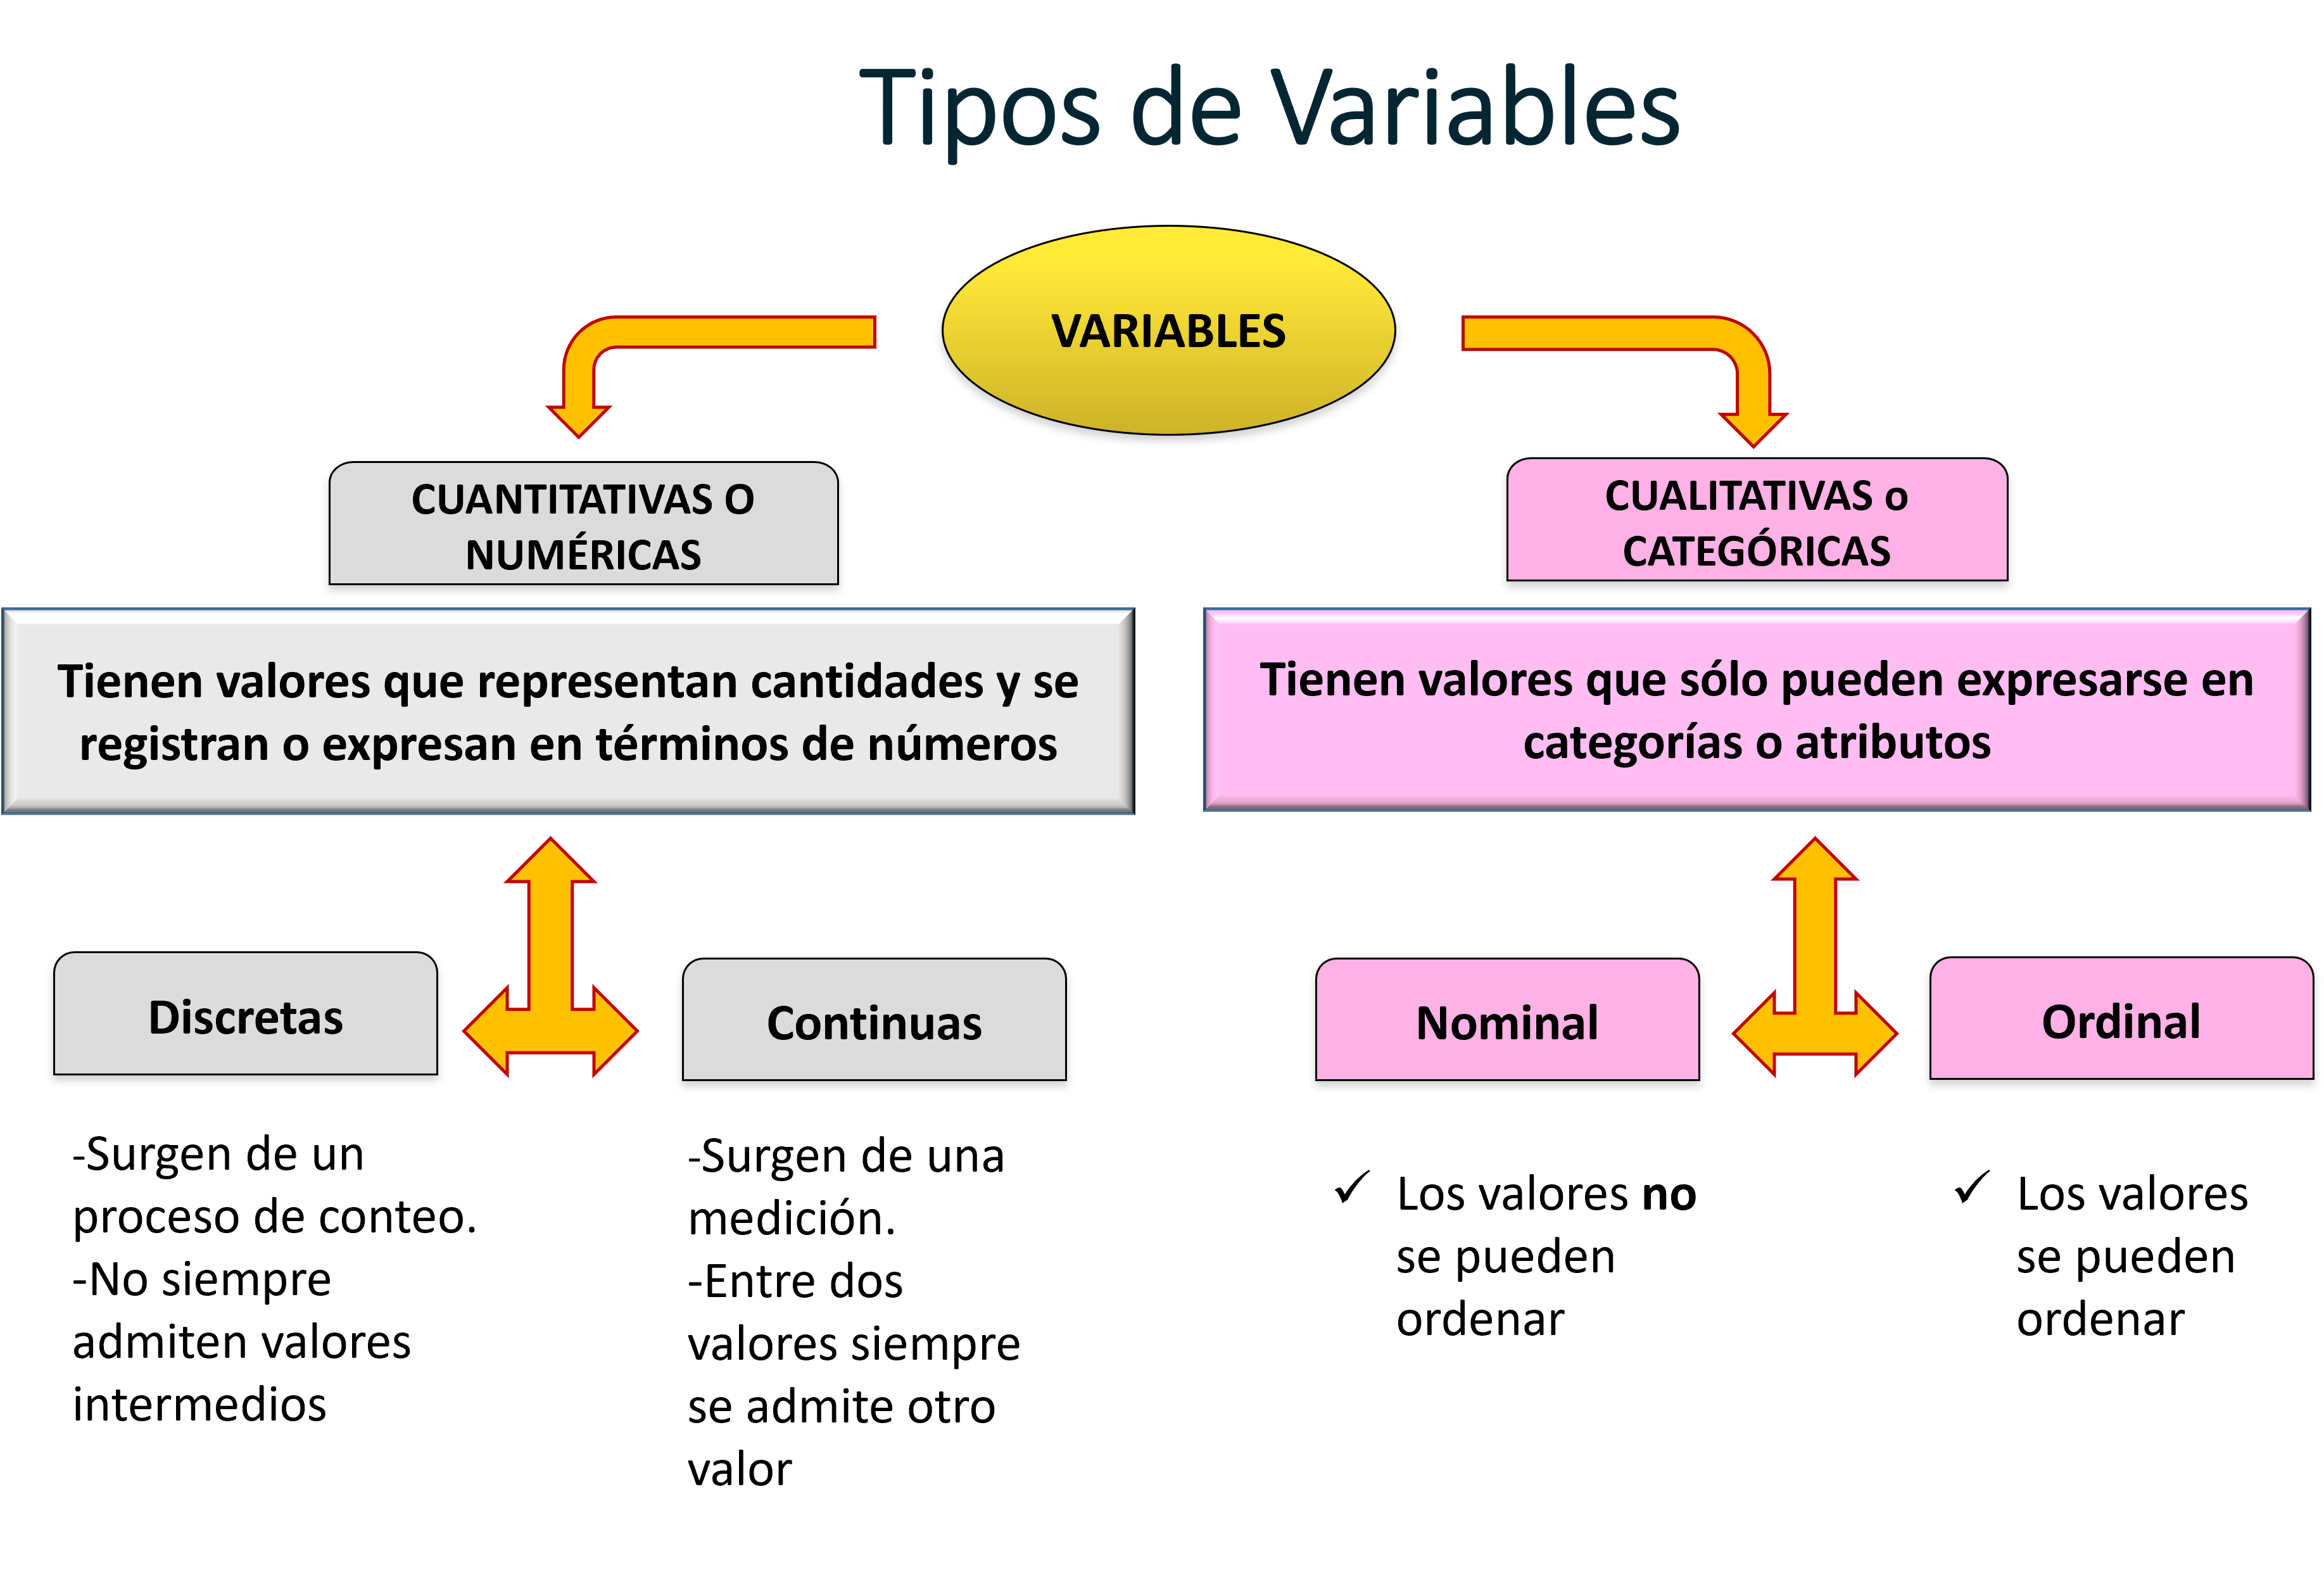 Tipos de Variables
VARIABLES
CUANTITATIVAS O
NUMÉRICAS
CUALITATIVAS o
CATEGÓRICAS
Tienen valores que representan cantidades y se
registran o expresan en términos de números
Tienen valores que sólo pueden expresarse en
categorías o atributos
Discretas
Continuas
Nominal
Ordinal
-Surgen de un
proceso de conteo.
-No siempre
admiten valores
intermedios
-Surgen de una
medición.
-Entre dos
valores siempre
se admite otro
valor
✓ Los valores no
se pueden
ordenar
✓ Los valores
se pueden
ordenar